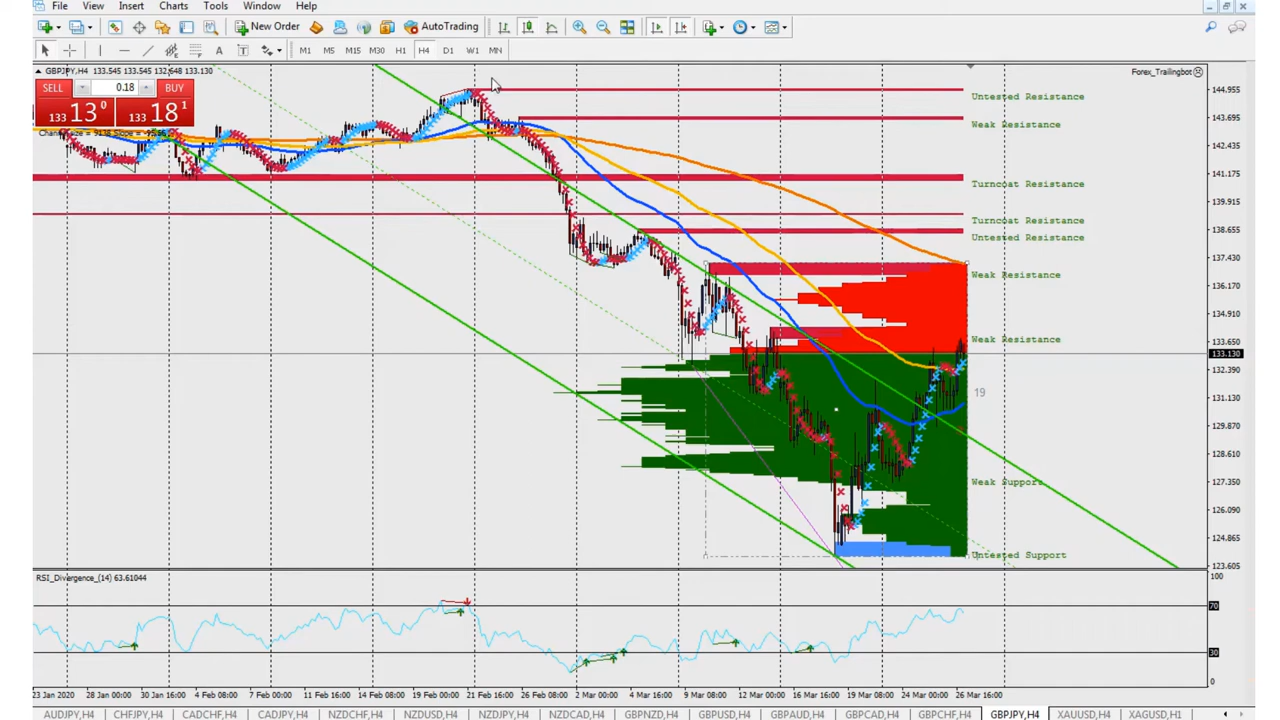 File View Insert Charts Tools Window Help
New Order AutoTrading
A T M1 M5 M15 M30 H1 H4 D1 W1 MN
GBPJPY,H4 133.545 133.545 132.648 133.130
Forex_Trailingbot
SELL 0.18 BUY
133 13 0 133 18 1
144.955
Untested Resistance
143.695
Weak Resistance
142.435
141.175
Turncoat Resistance
139.915
Turncoat Resistance
138.655
Untested Resistance
137.430
Weak Resistance
136.170
134.910
133.650
Weak Resistance
133.130
132.390
19
131.130
129.870
128.610
127.350
Weak Support
126.090
124.865
Untested Support
123.605
RSI_Divergence_(14) 63.61044
100
70
30
0
23 Jan 2020 28 Jan 00:00 30 Jan 16:00 4 Feb 08:00 7 Feb 00:00 11 Feb 16:00 14 Feb 08:00 19 Feb 00:00 21 Feb 16:00 26 Feb 08:00 2 Mar 00:00 4 Mar 16:00 9 Mar 08:00 12 Mar 00:00 16 Mar 16:00 19 Mar 08:00 24 Mar 00:00 26 Mar 16:00
AUDJPY,H4 CHFJPY,H4 CADCHF,H4 CADJPY,H4 NZDCHF,H4 NZDUSD,H4 NZDJPY,H4 NZDCAD,H4 GBPNZD,H4 GBPUSD,H4 GBPAUD,H4 GBPCAD,H4 GBPCHF,H4 GBPJPY,H4 XAUUSD,H4 XAGUSD,H1